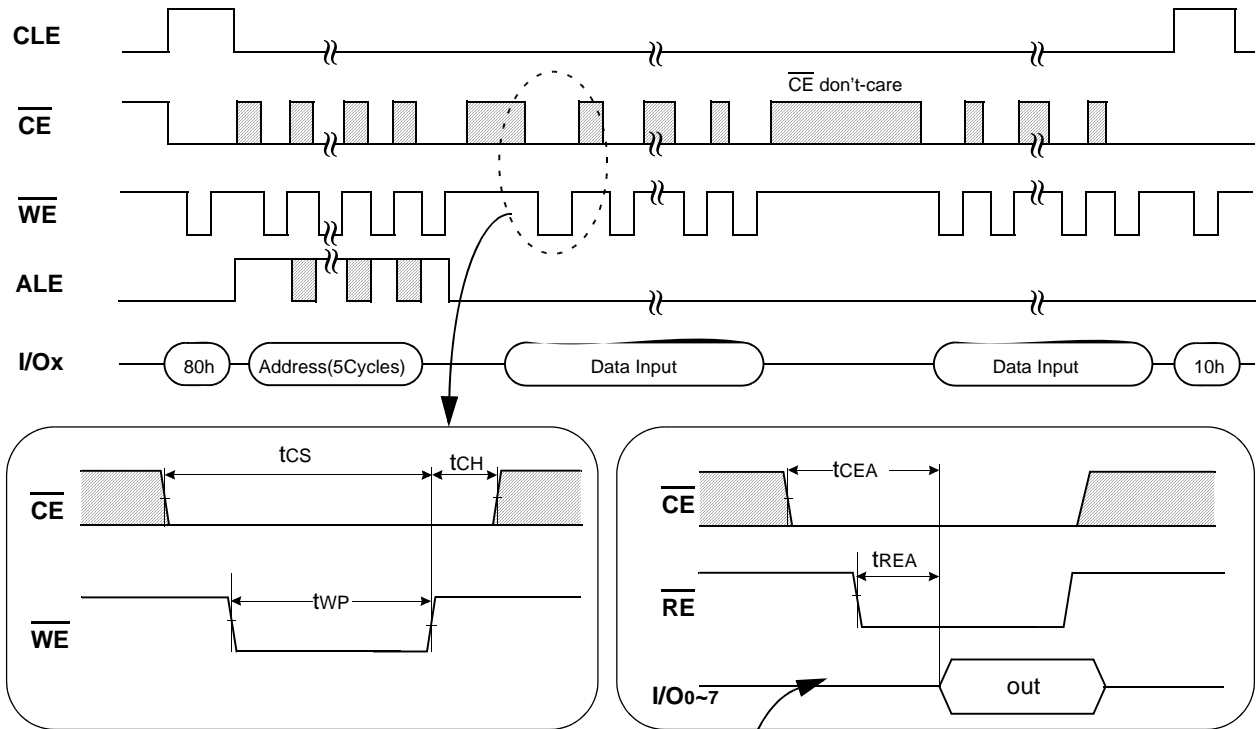 CLE
CE don't-care
CE
WE
ALE
I/Ox
80h
Address(5Cycles)
Data Input
Data Input
10h
tCS
tCH
CE
tWP
WE
tCEA
CE
tREA
RE
I/O0~7
out